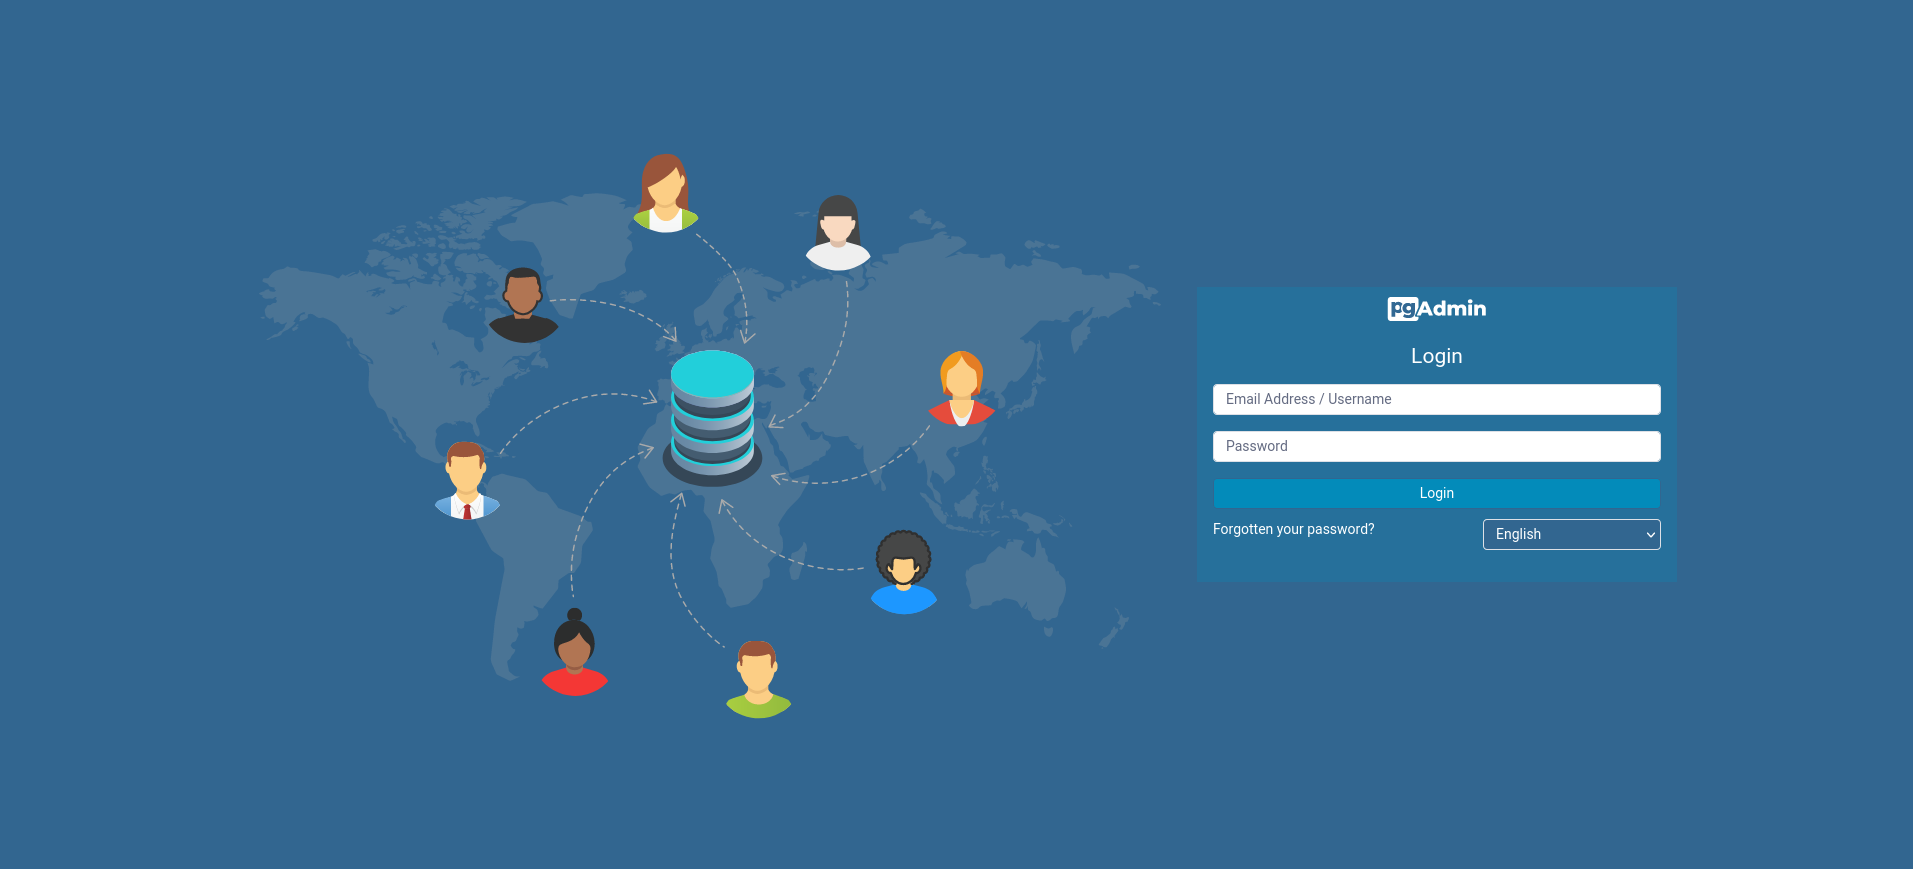 pgAdmin
Login
Email Address / Username
Password
Login
Forgotten your password?
English